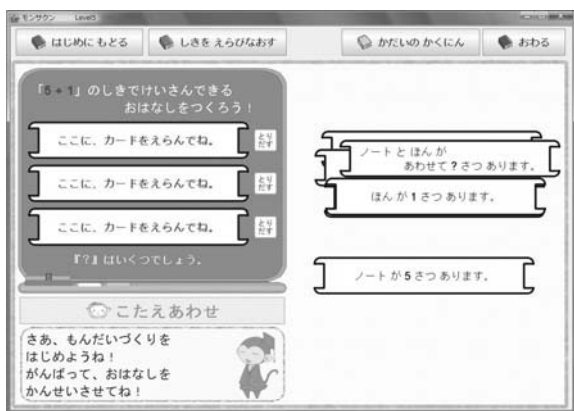 モンサクン Level5
はじめに もどる
しきを えらびなおす
かだいの かくにん
おわる
「5 + 1」のしきでけいさんできる
おはなしをつくろう！
ここに、カードをえらんでね。
とり
だす
ここに、カードをえらんでね。
とり
だす
ここに、カードをえらんでね。
とり
だす
『？』はいくつでしょう。
こたえあわせ
さあ、もんだいづくりを
はじめようね！
がんばって、おはなしを
かんせいさせてね！
ノート と ほん が
あわせて ? さつ あります。
ほん が 1 さつ あります。
ノート が 5 さつ あります。